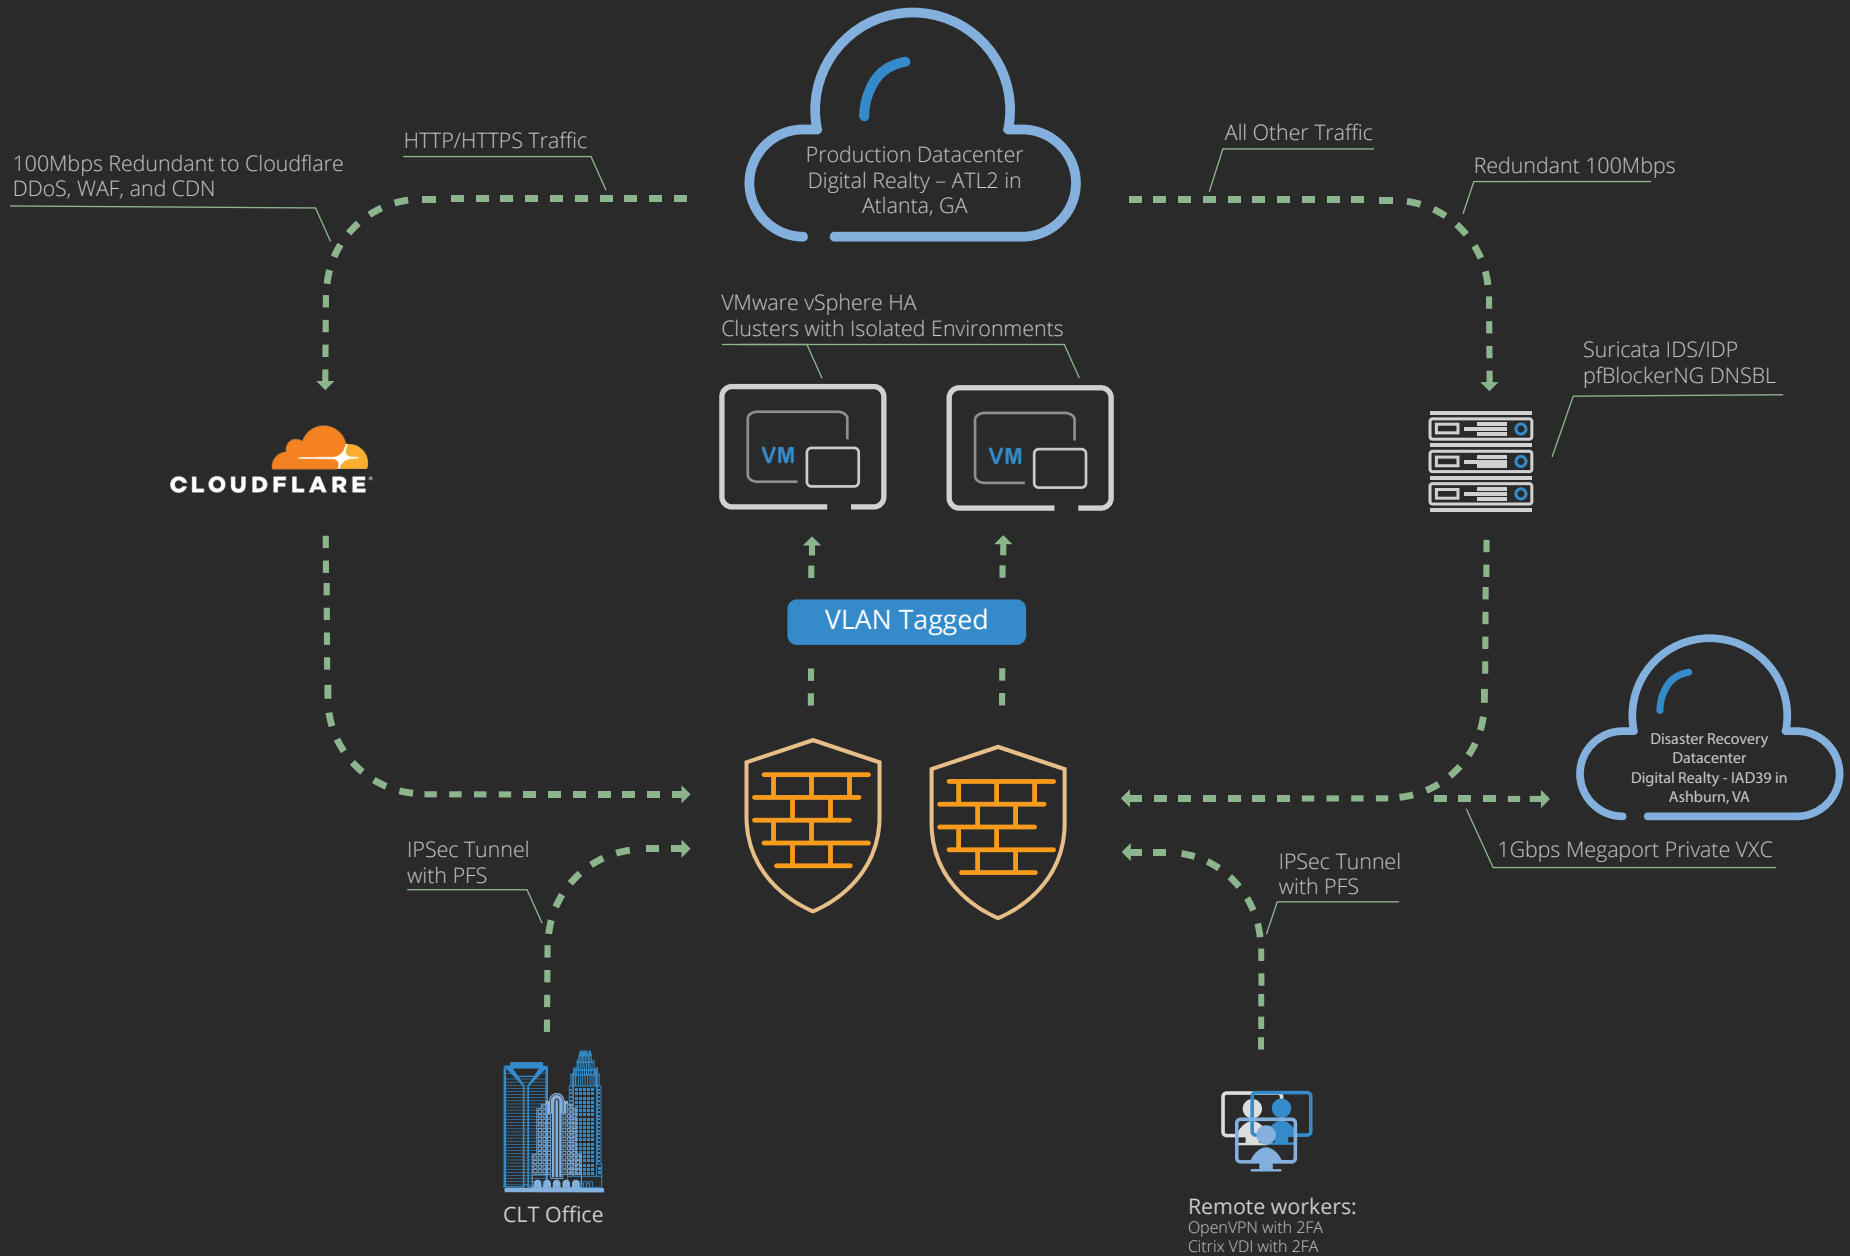 Production Datacenter
Digital Realty – ATL2 in
Atlanta, GA
HTTP/HTTPS Traffic
100Mbps Redundant to Cloudflare
DDoS, WAF, and CDN
All Other Traffic
Redundant 100Mbps
VMware vSphere HA
Clusters with Isolated Environments
Suricata IDS/IDP
pfBlockerNG DNSBL
VM
VM
CLOUDFLARE
VLAN Tagged
Disaster Recovery
Datacenter
Digital Realty - IAD39 in
Ashburn, VA
1Gbps Megaport Private VXC
IPSec Tunnel
with PFS
IPSec Tunnel
with PFS
CLT Office
Remote workers:
OpenVPN with 2FA
Citrix VDI with 2FA